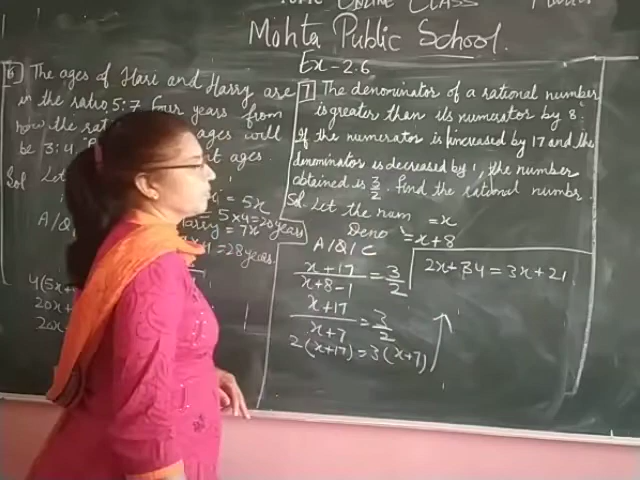 Online Class
Mohta Public School.
Ex-2.6
6 The ages of Hari and Harry are
in the ratio 5:7 Four years from
now the ages will
be 3:4. ages.
Sol Let
= 5x
= 5×4=20 years
= 7x
=28 years
A/Q/
4(5x+
20x+
20x
7 The denominator of a rational number
is greater than its numerator by 8.
If the numerator is increased by 17 and the
denominator is decreased by 1, the number
obtained is 3/2. Find the rational number.
Sol. Let the num = x
Deno = x+8
A/Q/C
x+17/x+8-1 = 3/2
x+17/x+7 = 3/2
2(x+17) = 3(x+7)
2x+34 = 3x+21